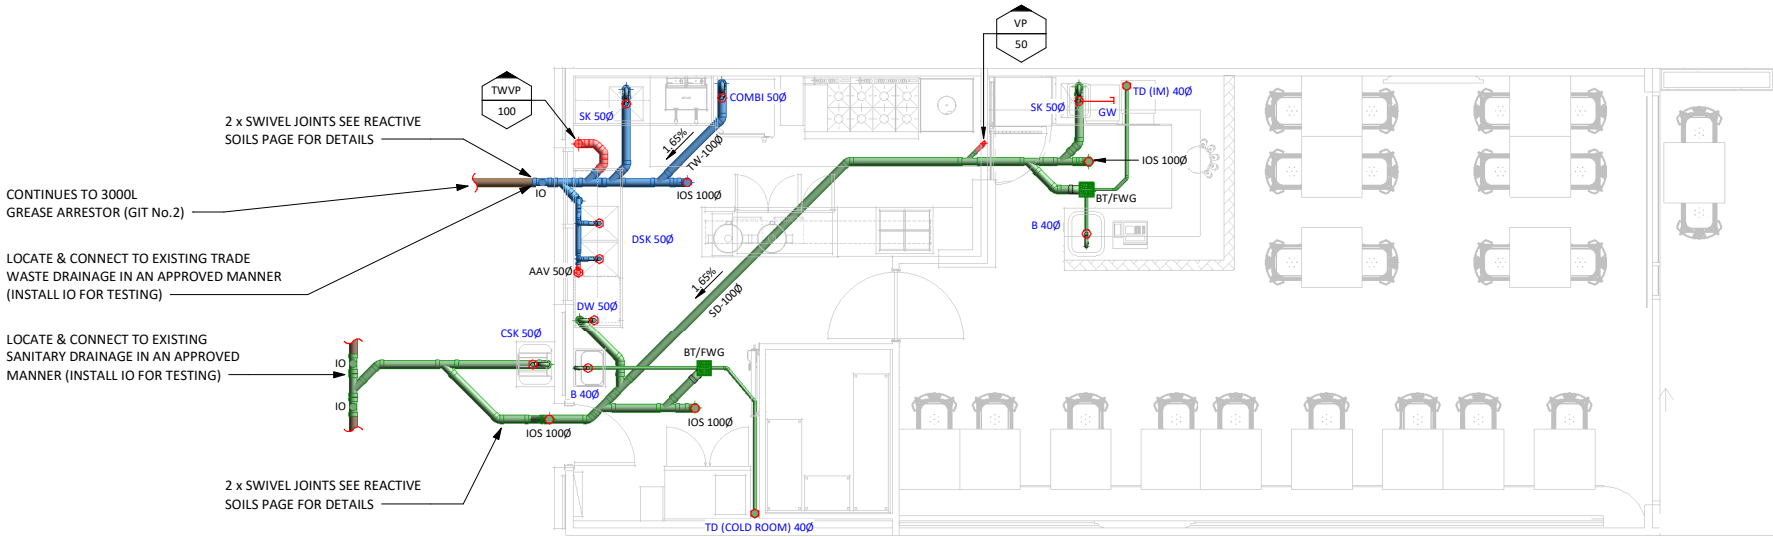 VP
50
TWVP
100
2 x SWIVEL JOINTS SEE REACTIVE
SOILS PAGE FOR DETAILS
SK 50Ø
COMBI 50Ø
1.65%
TW-100Ø
SK 50Ø
GW
TD (IM) 40Ø
IOS 100Ø
CONTINUES TO 3000L
GREASE ARRESTOR (GIT No.2)
IO
IOS 100Ø
BT/FWG
B 40Ø
DSK 50Ø
LOCATE & CONNECT TO EXISTING TRADE
WASTE DRAINAGE IN AN APPROVED MANNER
(INSTALL IO FOR TESTING)
AAV 50Ø
1.65%
SD-100Ø
DW 50Ø
CSK 50Ø
LOCATE & CONNECT TO EXISTING
SANITARY DRAINAGE IN AN APPROVED
MANNER (INSTALL IO FOR TESTING)
IO
IO
BT/FWG
B 40Ø
IOS 100Ø
IOS 100Ø
2 x SWIVEL JOINTS SEE REACTIVE
SOILS PAGE FOR DETAILS
TD (COLD ROOM) 40Ø